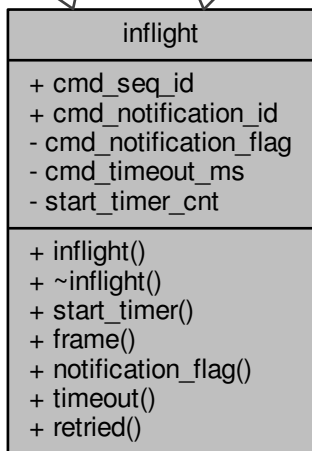 inflight
+ cmd_seq_id
+ cmd_notification_id
- cmd_notification_flag
- cmd_timeout_ms
- start_timer_cnt
+ inflight()
+ ~inflight()
+ start_timer()
+ frame()
+ notification_flag()
+ timeout()
+ retried()